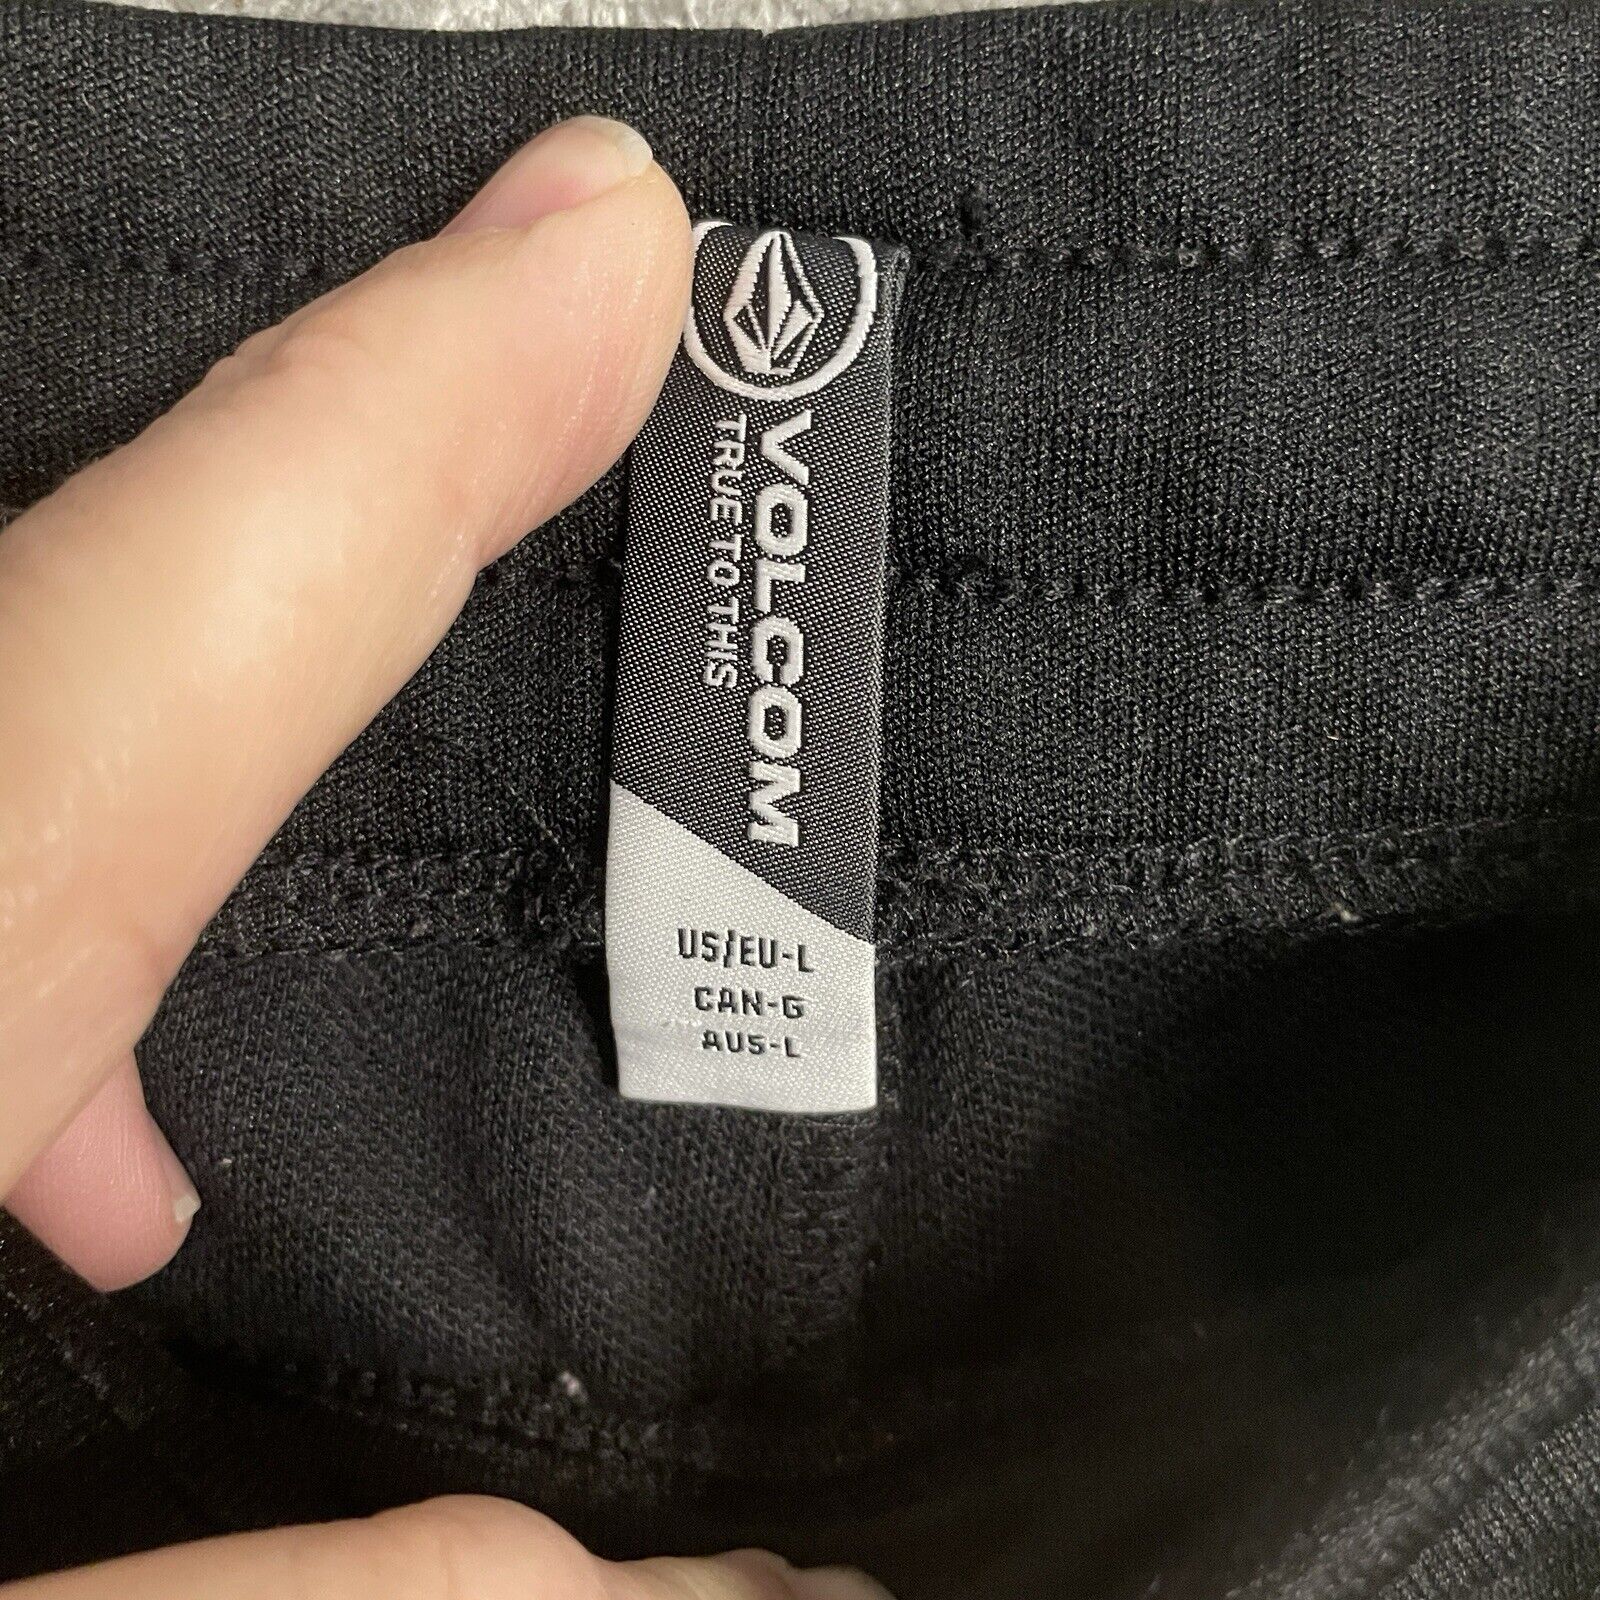 VOLCOM
TRUE TO THIS
US/EU-L
CAN-G
AUS-L